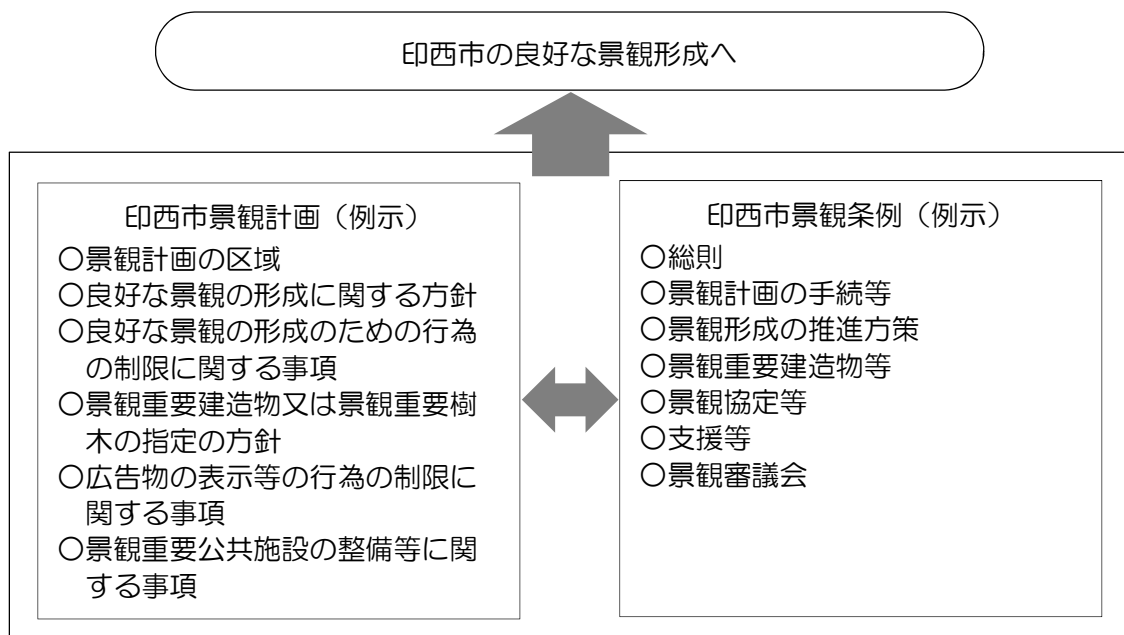 印西市の良好な景観形成へ
印西市景観計画（例示）
○景観計画の区域
○良好な景観の形成に関する方針
○良好な景観の形成のための行為
の制限に関する事項
○景観重要建造物又は景観重要樹
木の指定の方針
○広告物の表示等の行為の制限に
関する事項
○景観重要公共施設の整備等に関
する事項
印西市景観条例（例示）
○総則
○景観計画の手続等
○景観形成の推進方策
○景観重要建造物等
○景観協定等
○支援等
○景観審議会